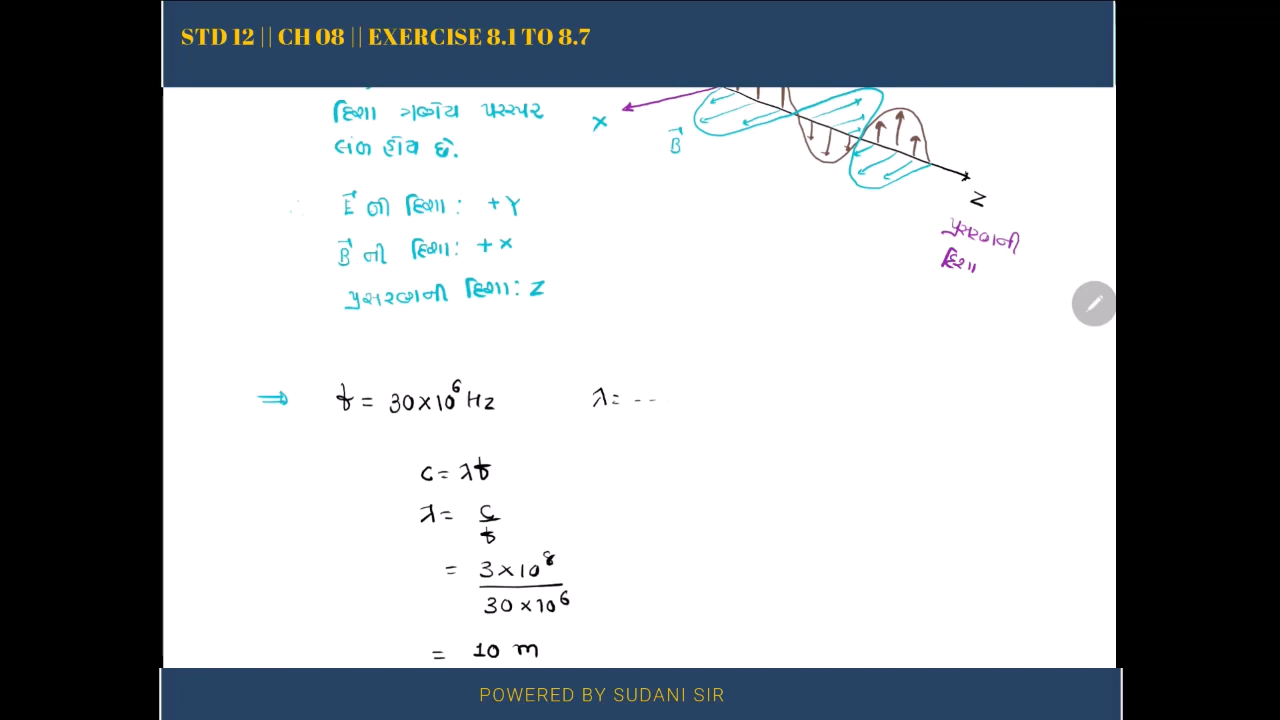 STD 12 || CH 08 || EXERCISE 8.1 TO 8.7
દિશા પરસ્પર
લંબ હોય છે.
E⃗ ની દિશા : +Y
B⃗ ની દિશા : +X
પ્રસરણની દિશા : Z
X
B⃗
Z
પ્રસરણની
દિશા
⇒ f = 30×10⁶ Hz λ = ---
c = λf
λ = c/f
= 3×10⁸ / 30×10⁶
= 10 m
POWERED BY SUDANI SIR